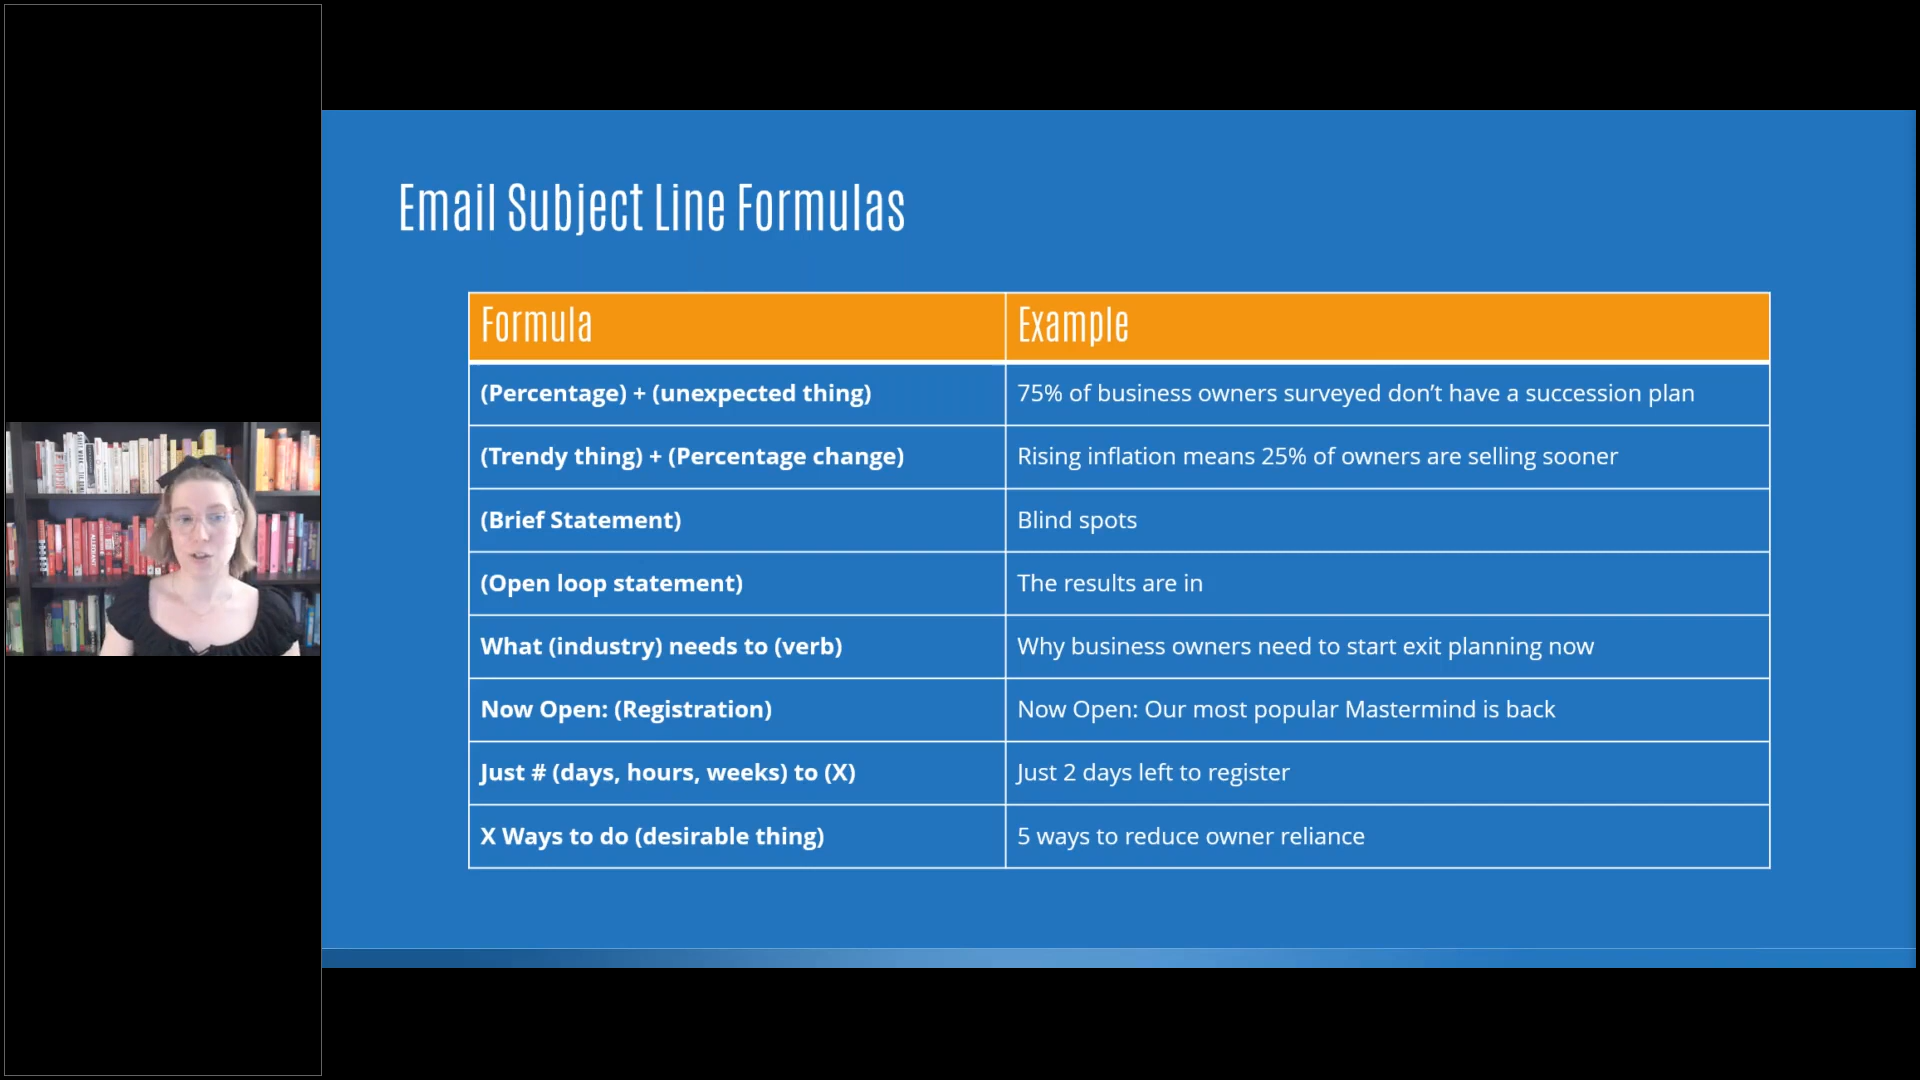 Email Subject Line Formulas
Formula Example
(Percentage) + (unexpected thing) 75% of business owners surveyed don’t have a succession plan
(Trendy thing) + (Percentage change) Rising inflation means 25% of owners are selling sooner
(Brief Statement) Blind spots
(Open loop statement) The results are in
What (industry) needs to (verb) Why business owners need to start exit planning now
Now Open: (Registration) Now Open: Our most popular Mastermind is back
Just # (days, hours, weeks) to (X) Just 2 days left to register
X Ways to do (desirable thing) 5 ways to reduce owner reliance